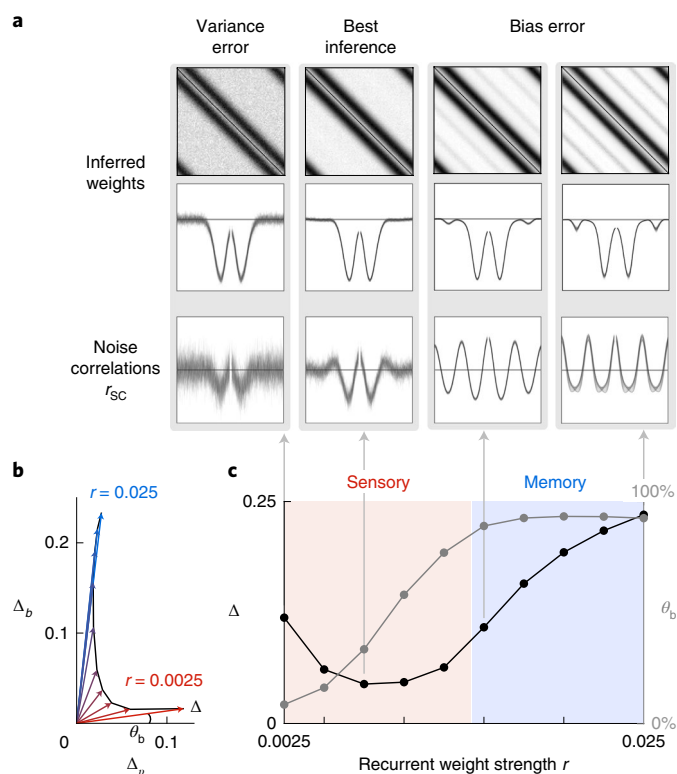 a
Variance
error
Best
inference
Bias error
Inferred
weights
Noise
correlations
r_SC
b
r = 0.025
0.2
Δ_b
0.1
r = 0.0025
Δ
θ_b
0
0.1
Δ_v
c
Sensory
Memory
100%
0.25
Δ
θ_b
0
0%
0.0025
0.025
Recurrent weight strength r